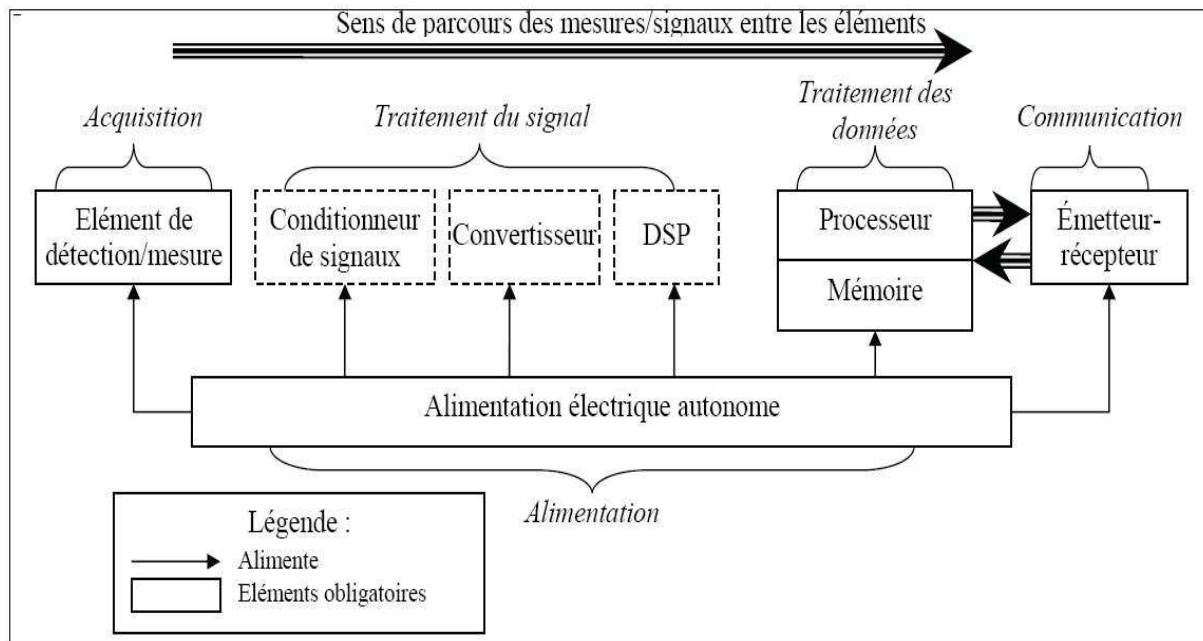 Sens de parcours des mesures/signaux entre les éléments
Acquisition
Traitement du signal
Traitement des
données
Communication
Elément de
détection/mesure
Conditionneur
de signaux
Convertisseur
DSP
Processeur
Mémoire
Émetteur-
récepteur
Alimentation électrique autonome
Alimentation
Légende :
Alimente
Eléments obligatoires